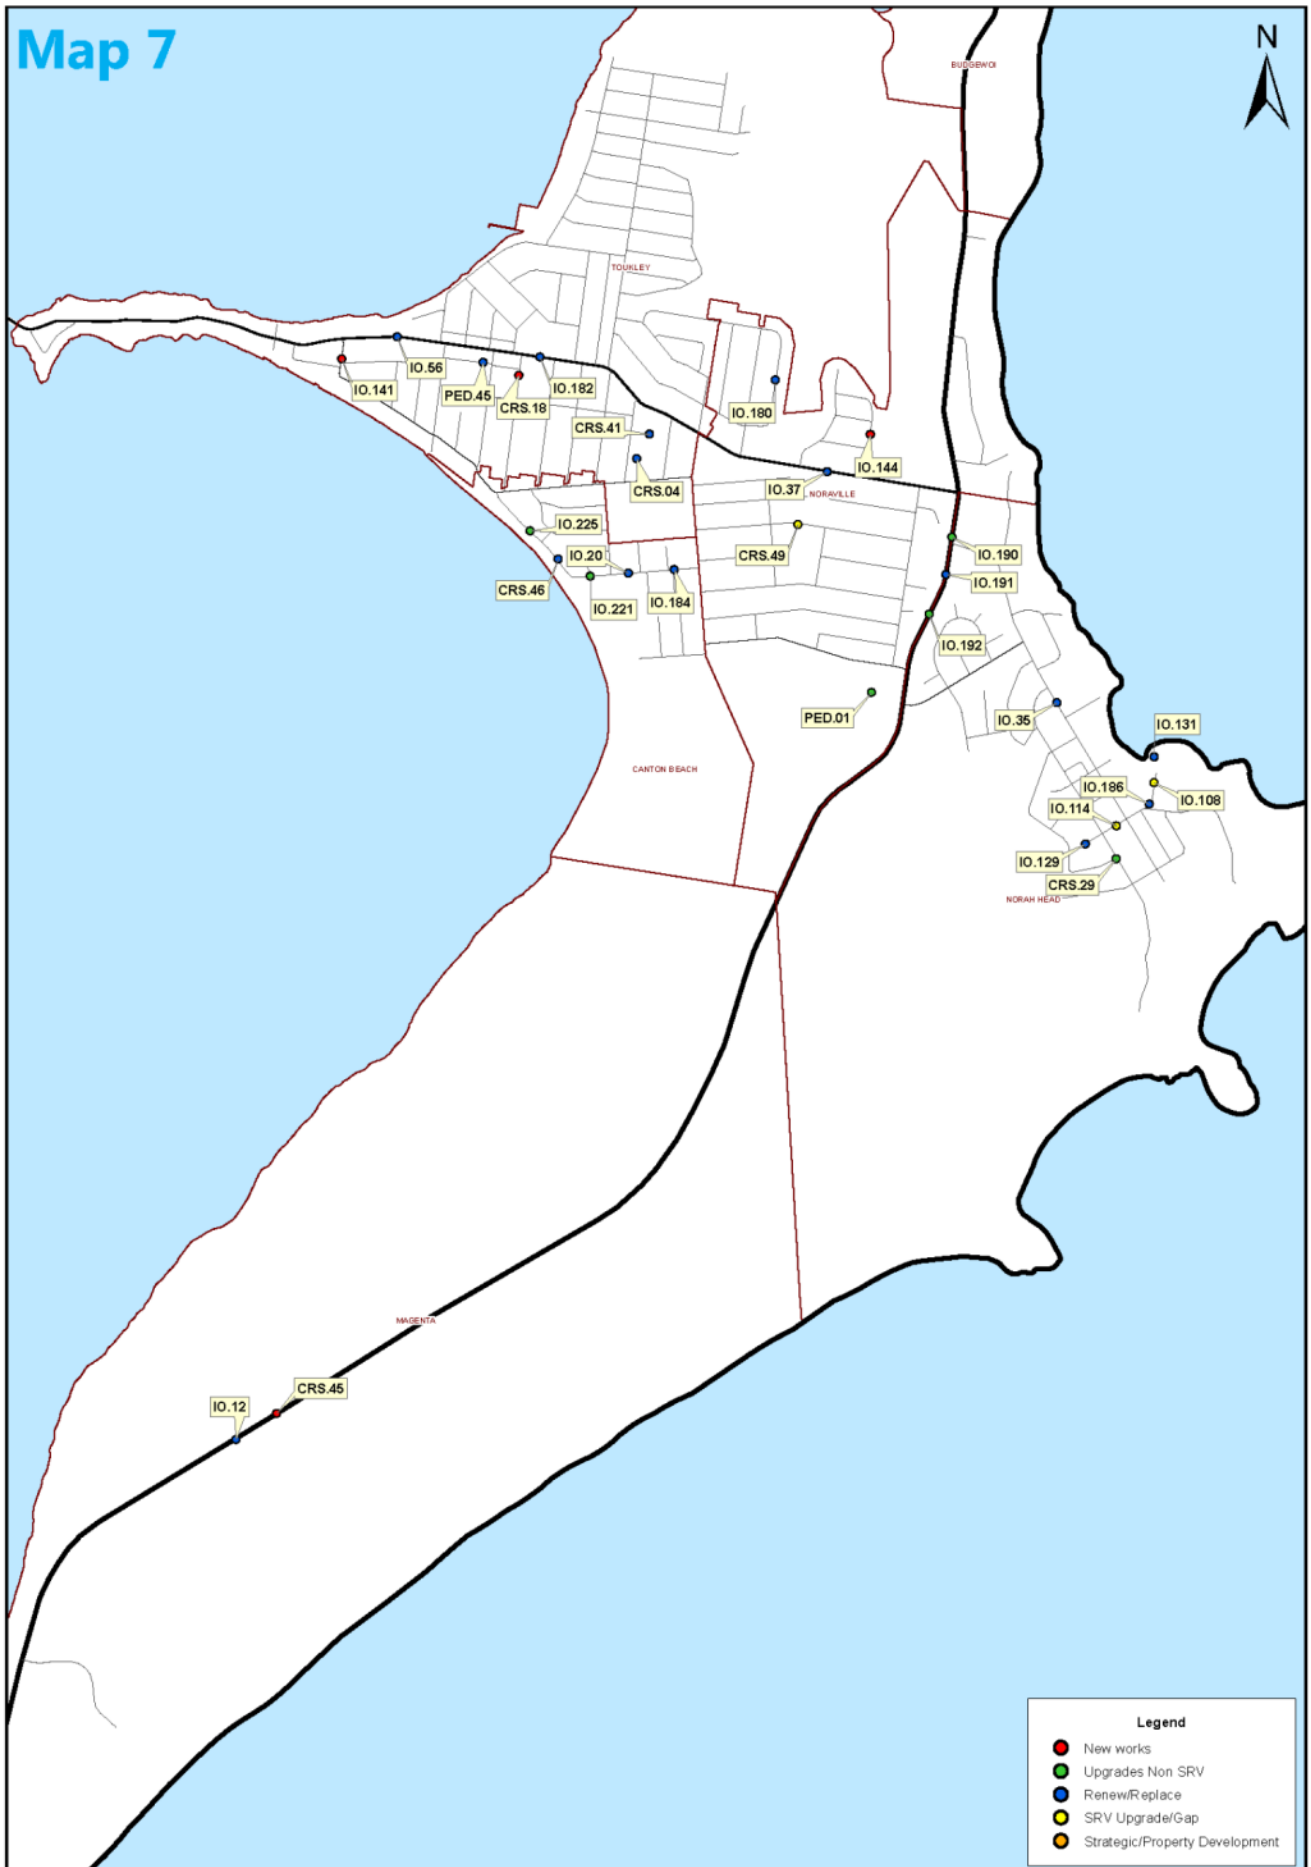 Map 7
N
BUDGEWOI
TOUKLEY
IO.56
IO.141
PED.45
IO.182
CRS.18
IO.180
CRS.41
IO.144
CRS.04
IO.37
NORAVILLE
IO.225
IO.20
CRS.49
IO.190
CRS.46
IO.184
IO.191
IO.221
IO.192
PED.01
IO.35
IO.131
CANTON BEACH
IO.186
IO.108
IO.114
IO.129
CRS.29
NORAH HEAD
MAGENTA
CRS.45
IO.12
Legend
New works
Upgrades Non SRV
Renew/Replace
SRV Upgrade/Gap
Strategic/Property Development